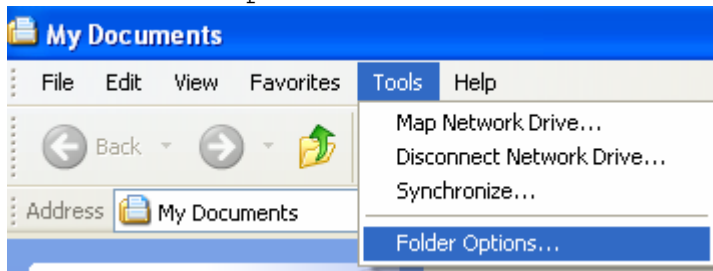 My Documents
File Edit View Favorites Tools Help
Map Network Drive...
Back
Disconnect Network Drive...
Synchronize...
Address My Documents
Folder Options...